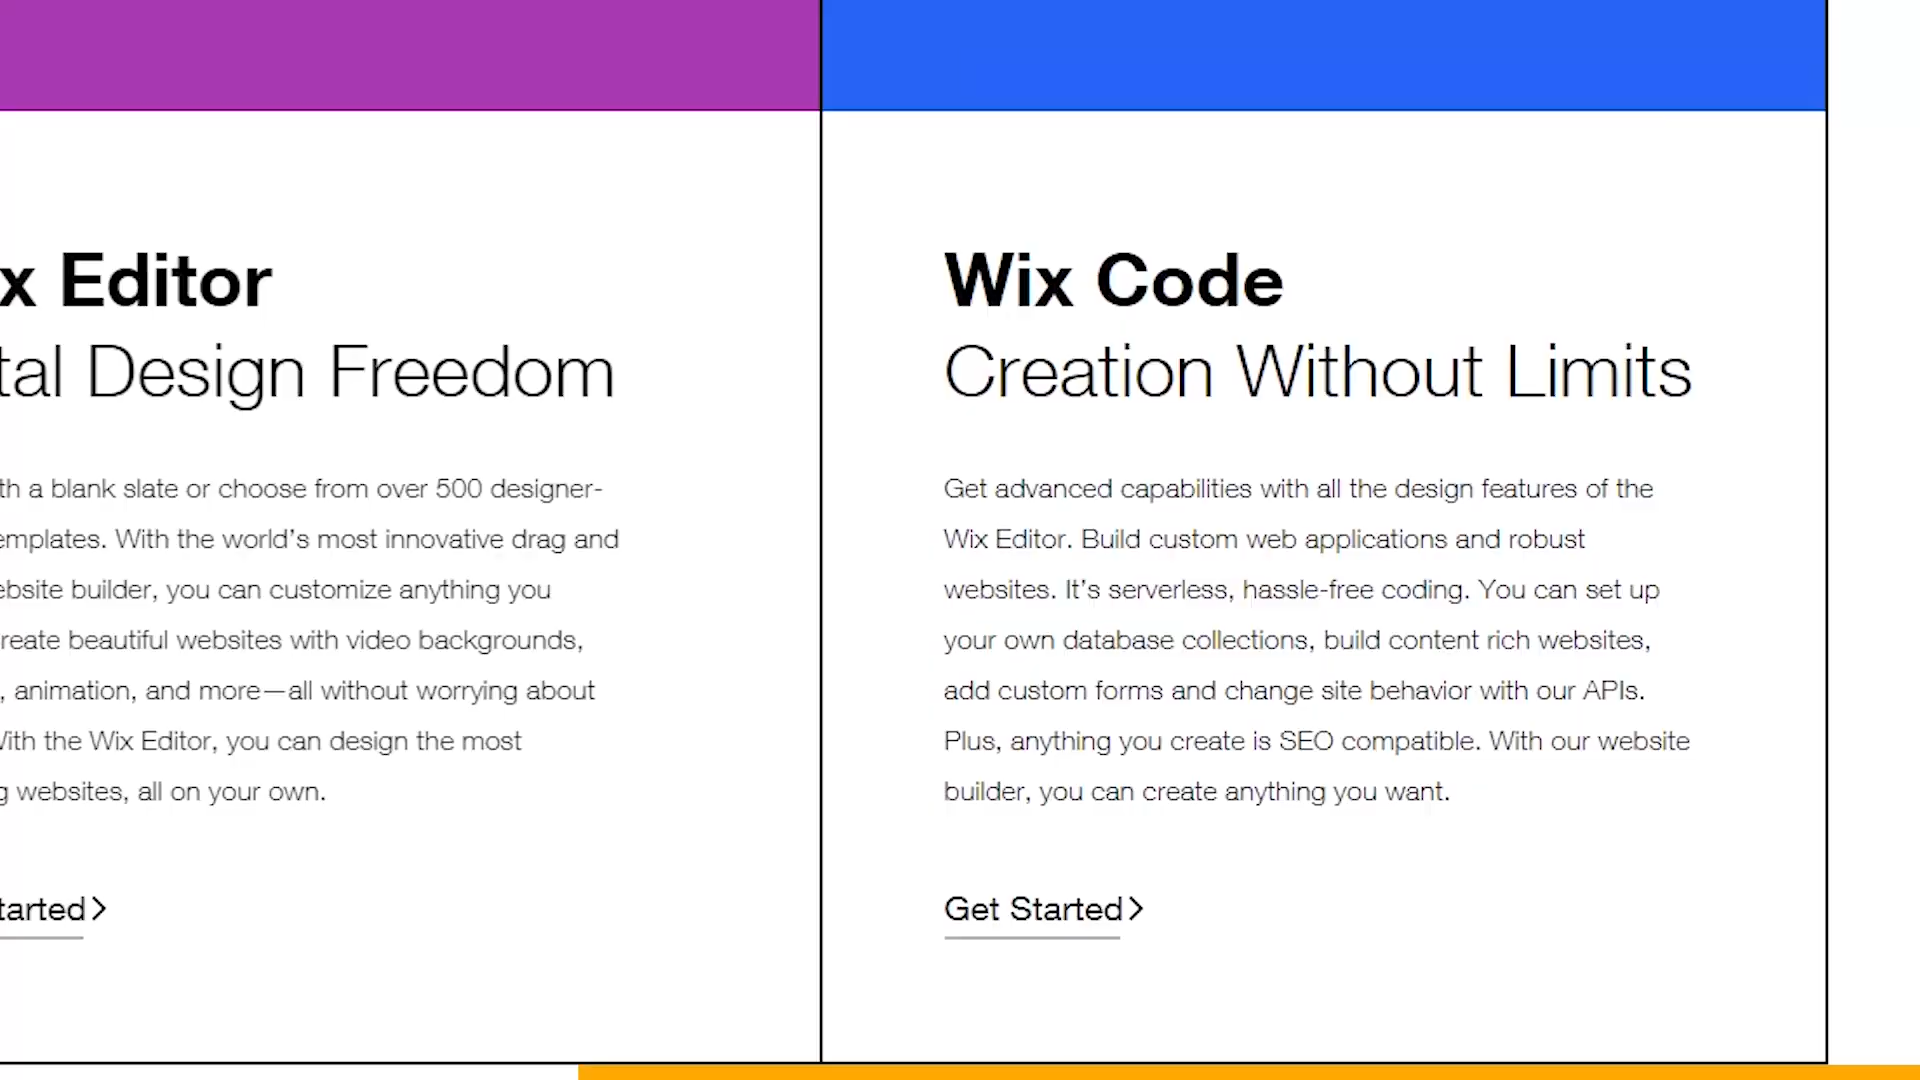 x Editor
tal Design Freedom
th a blank slate or choose from over 500 designer-
emplates. With the world’s most innovative drag and
ebsite builder, you can customize anything you
reate beautiful websites with video backgrounds,
, animation, and more—all without worrying about
With the Wix Editor, you can design the most
g websites, all on your own.
tarted>
Wix Code
Creation Without Limits
Get advanced capabilities with all the design features of the
Wix Editor. Build custom web applications and robust
websites. It’s serverless, hassle-free coding. You can set up
your own database collections, build content rich websites,
add custom forms and change site behavior with our APIs.
Plus, anything you create is SEO compatible. With our website
builder, you can create anything you want.
Get Started>